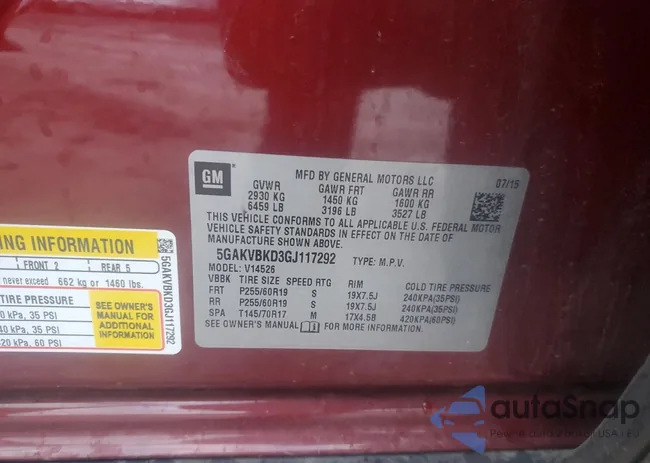 GM
MFD BY GENERAL MOTORS LLC
07/15
GVWR GAWR FRT GAWR RR
2930 KG 1450 KG 1600 KG
6459 LB 3196 LB 3527 LB
THIS VEHICLE CONFORMS TO ALL APPLICABLE U.S. FEDERAL MOTOR
VEHICLE SAFETY STANDARDS IN EFFECT ON THE DATE OF
MANUFACTURE SHOWN ABOVE.
5GAKVBKD3GJ117292 TYPE: M.P.V.
MODEL: V14526
VBBK TIRE SIZE SPEED RTG RIM COLD TIRE PRESSURE
FRT P255/60R19 S 19X7.5J 240KPA(35PSI)
RR P255/60R19 S 19X7.5J 240KPA(35PSI)
SPA T145/70R17 M 17X4.5B 420KPA(60PSI)
SEE OWNER'S MANUAL FOR MORE INFORMATION.
NG INFORMATION
FRONT 2 REAR 5
never exceed 662 kg or 1460 lbs.
TIRE PRESSURE
0 kPa, 35 PSI
40 kPa, 35 PSI
420 kPa, 60 PSI
SEE OWNER'S
MANUAL FOR
ADDITIONAL
INFORMATION
5GAKVBKD3GJ117292
autoSnap